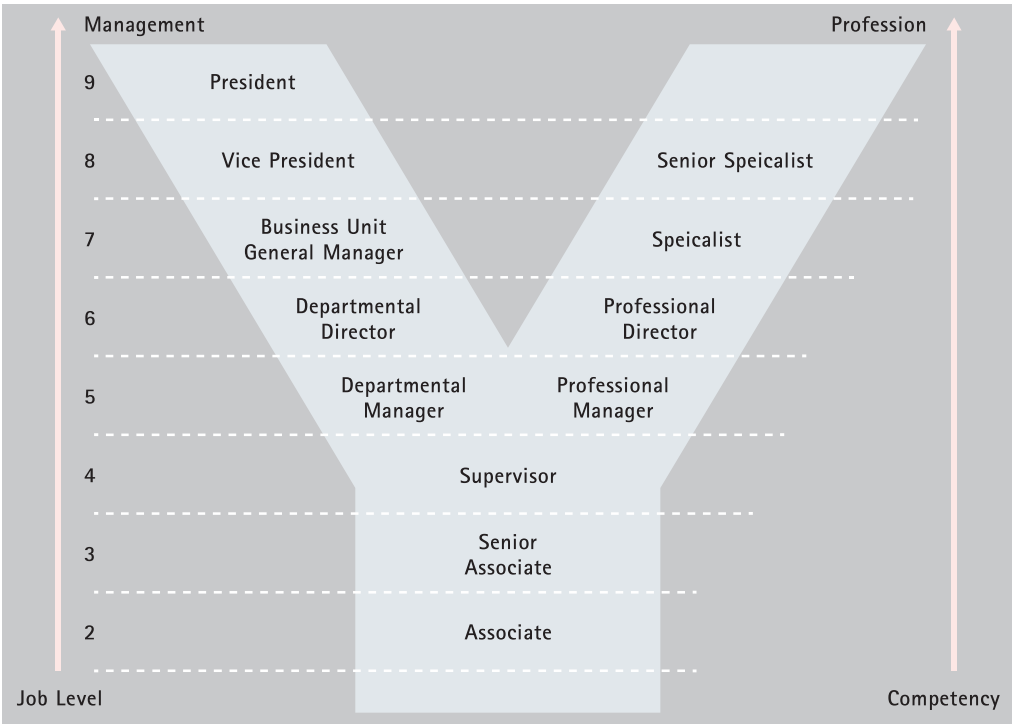 Management
Profession
9
President
8
Vice President
Senior Speicalist
7
Business Unit
General Manager
Speicalist
6
Departmental
Director
Professional
Director
5
Departmental
Manager
Professional
Manager
4
Supervisor
3
Senior
Associate
2
Associate
Job Level
Competency